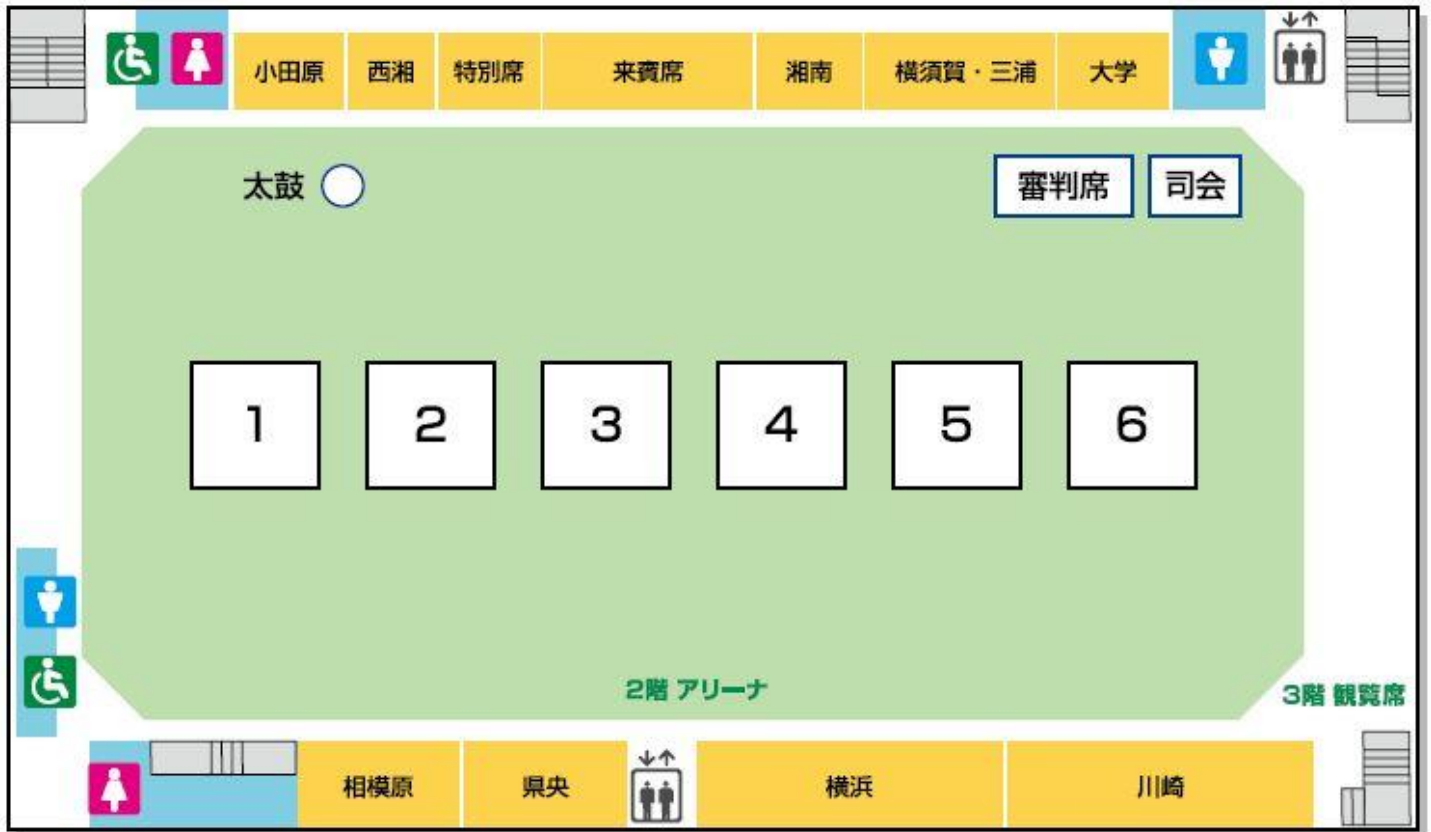 小田原
西湘
特別席
来賓席
湘南
横須賀・三浦
大学
太鼓
審判席
司会
1
2
3
4
5
6
2階 アリーナ
3階 観覧席
相模原
県央
横浜
川崎